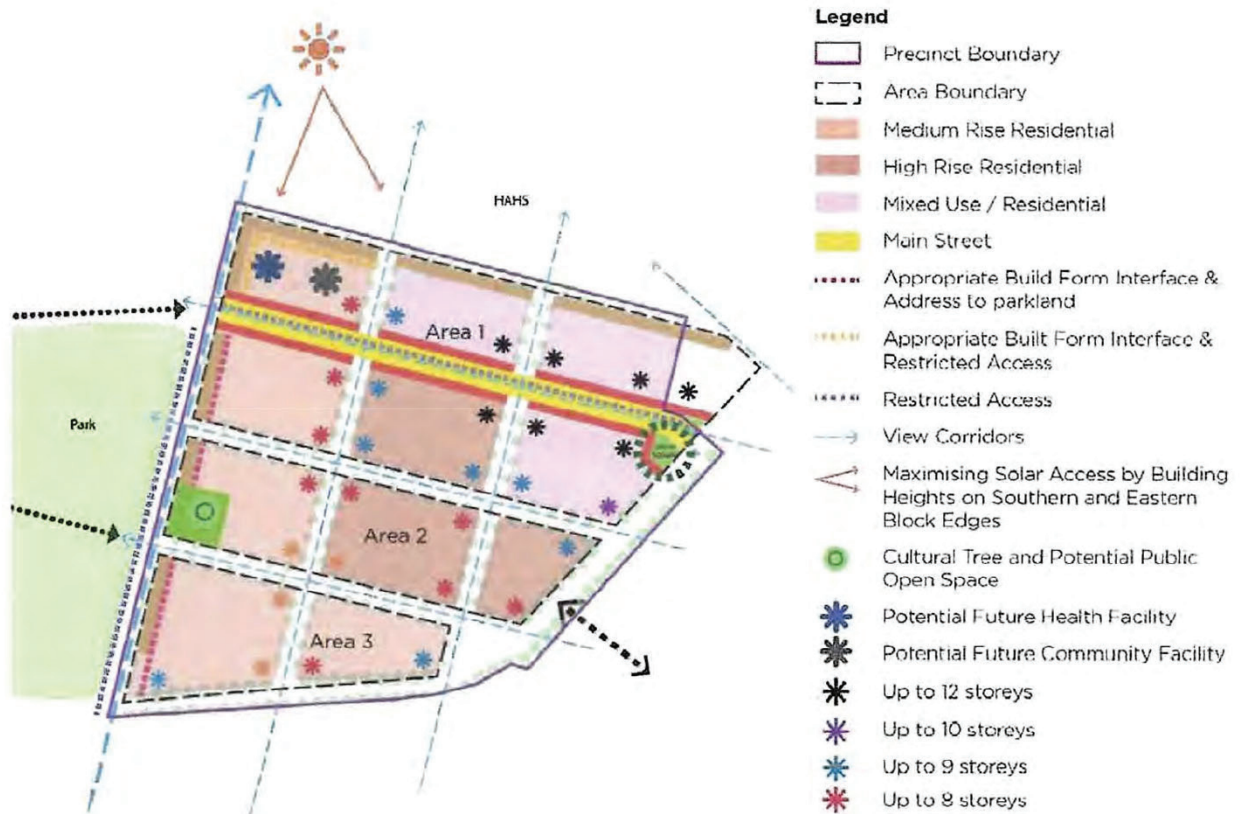 Legend
Precinct Boundary
Area Boundary
Medium Rise Residential
High Rise Residential
Mixed Use / Residential
Main Street
Appropriate Build Form Interface &
Address to parkland
Appropriate Built Form Interface &
Restricted Access
Restricted Access
View Corridors
Maximising Solar Access by Building
Heights on Southern and Eastern
Block Edges
Cultural Tree and Potential Public
Open Space
Potential Future Health Facility
Potential Future Community Facility
Up to 12 storeys
Up to 10 storeys
Up to 9 storeys
Up to 8 storeys
HAHS
Area 1
Park
Area 2
Area 3